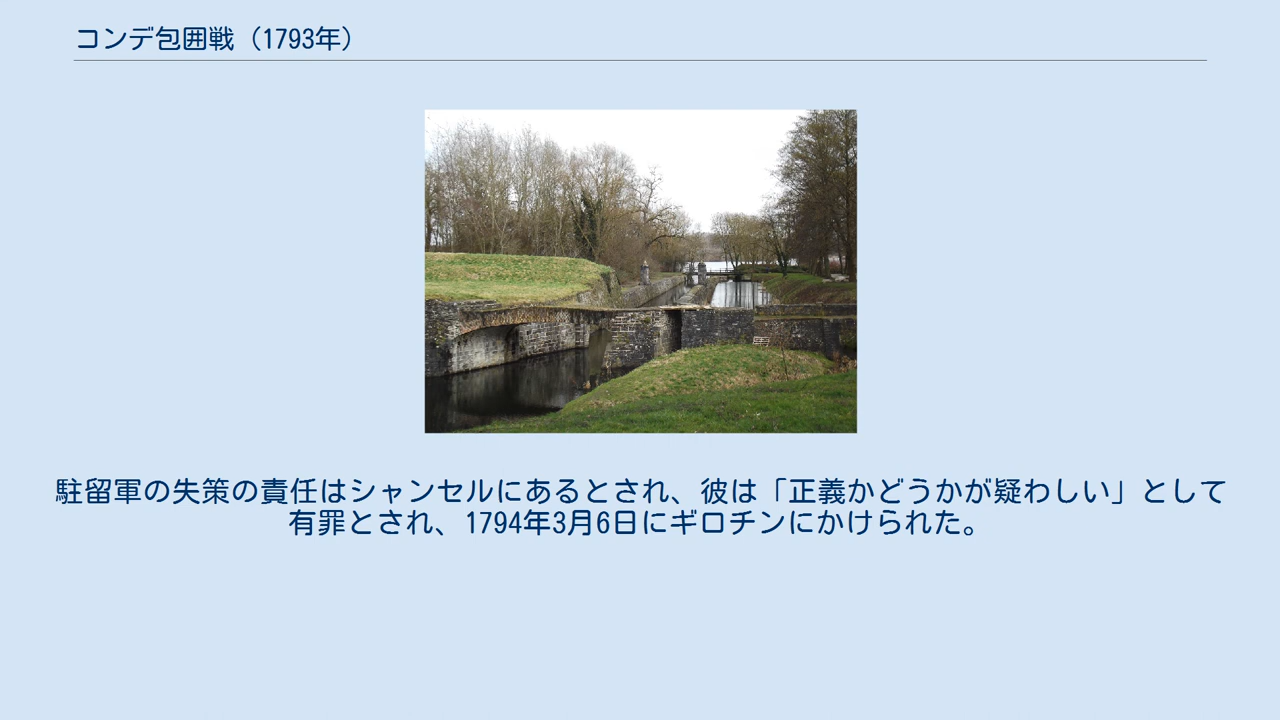 コンデ包囲戦（1793年）
駐留軍の失策の責任はシャンセルにあるとされ、彼は「正義かどうかが疑わしい」として
有罪とされ、1794年3月6日にギロチンにかけられた。